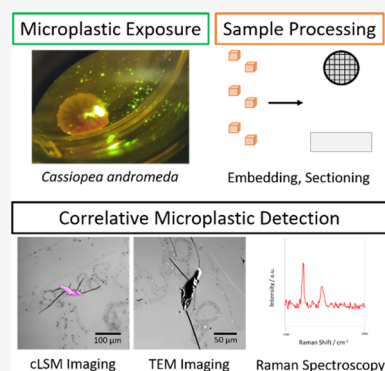 Microplastic Exposure
Sample Processing
Cassiopea andromeda
Embedding, Sectioning
Correlative Microplastic Detection
100 µm
50 µm
Intensity / a.u.
Raman Shift / cm⁻¹
cLSM Imaging
TEM Imaging
Raman Spectroscopy